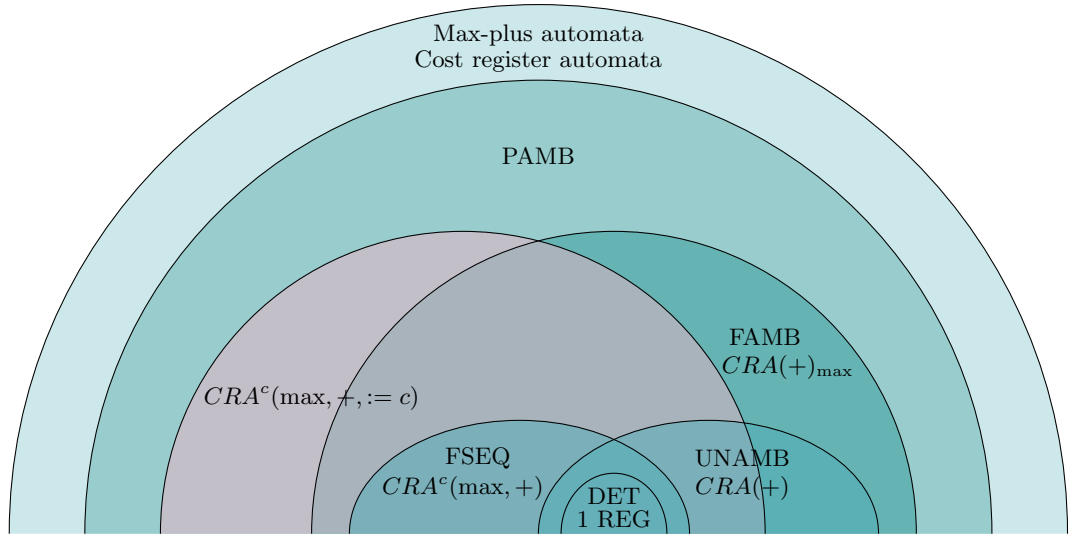 Max-plus automata
Cost register automata
PAMB
FAMB
CRA(+)max
CRA^c(max, +, := c)
FSEQ
CRA^c(max, +)
UNAMB
CRA(+)
DET
1 REG